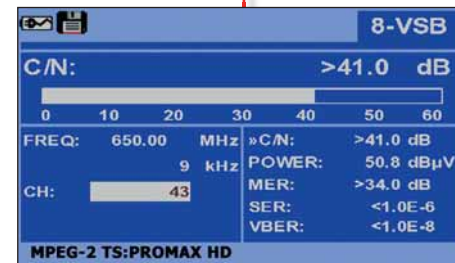 8-VSB
C/N: >41.0 dB
0 10 20 30 40 50 60
FREQ: 650.00 MHz
9 kHz
CH: 43
»C/N: >41.0 dB
POWER: 50.8 dBµV
MER: >34.0 dB
SER: <1.0E-6
VBER: <1.0E-8
MPEG-2 TS:PROMAX HD